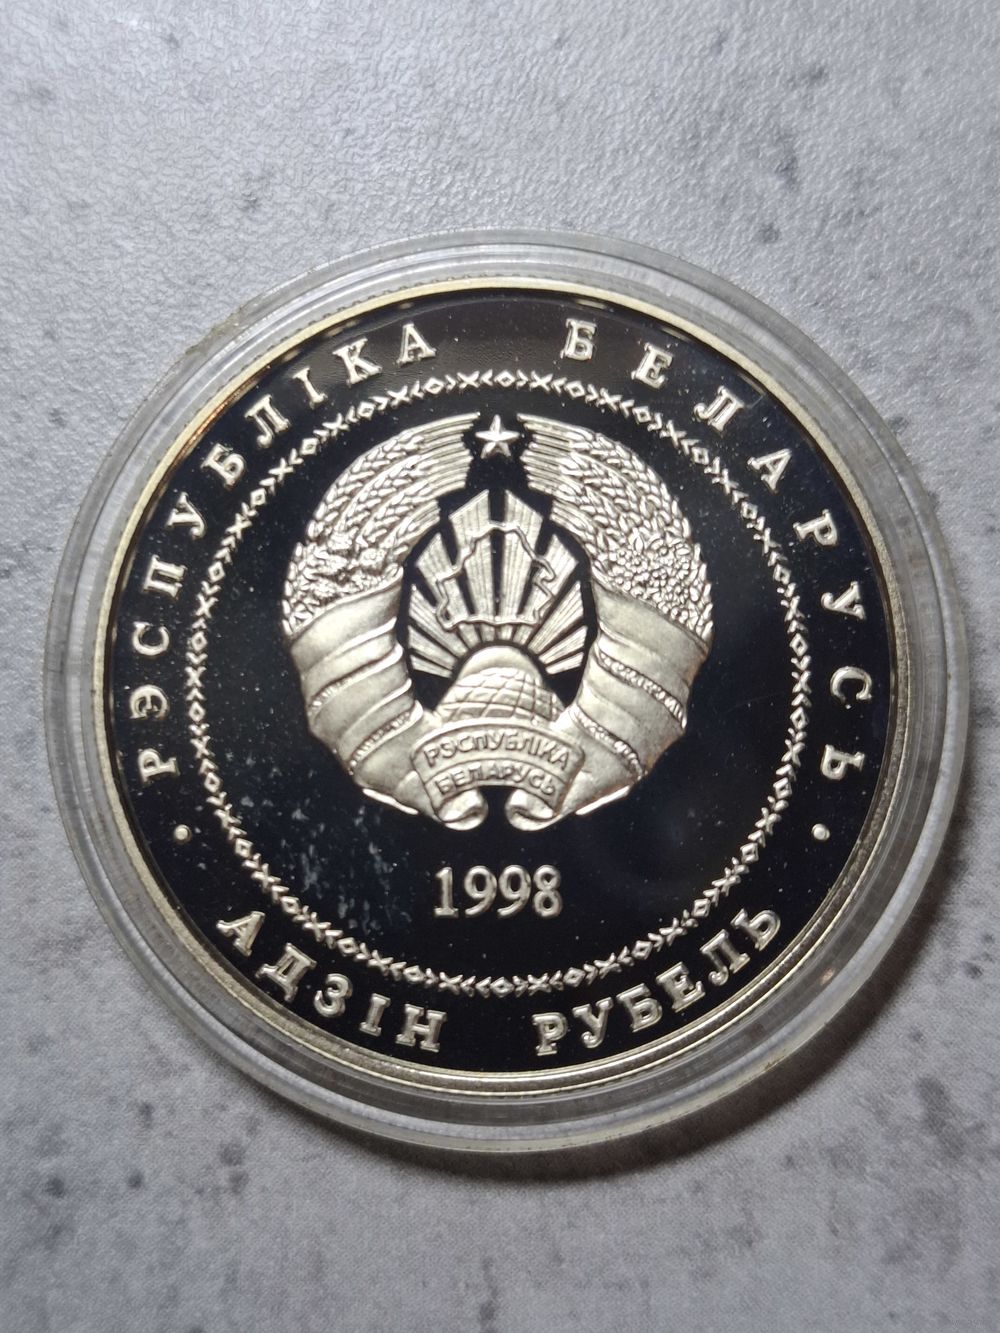 РЭСПУБЛІКА БЕЛАРУСЬ
РЭСПУБЛІКА
БЕЛАРУСЬ
1998
АДЗІН РУБЕЛЬ